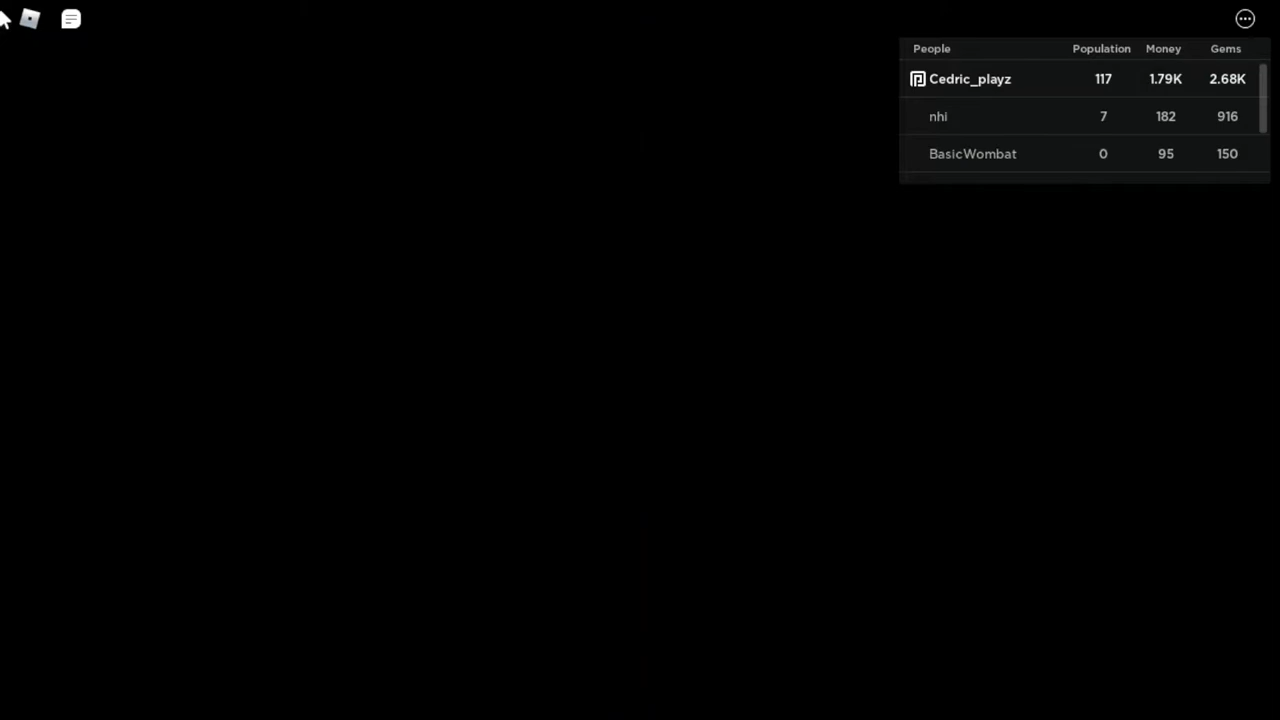 People Population Money Gems
Cedric_playz 117 1.79K 2.68K
nhi 7 182 916
BasicWombat 0 95 150